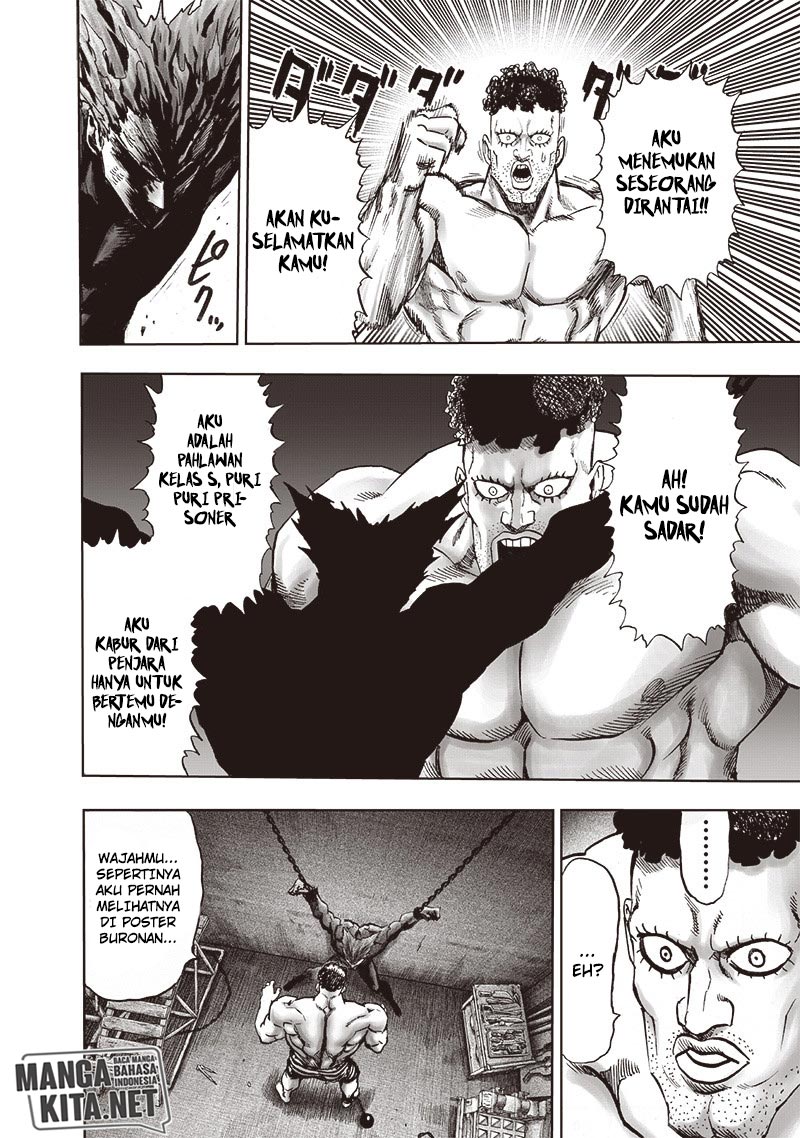 ダダダ
ダ
AKU
MENEMUKAN
SESEORANG
DIRANTAI!!
AKAN KU-
SELAMATKAN
KAMU!
ピク...
AH!
KAMU SUDAH
SADAR!
AKU
ADALAH
PAHLAWAN
KELAS S, PURI
PURI PRI-
SONER
AKU
KABUR DARI
PENJARA
HANYA UNTUK
BERTEMU DE-
NGANMU!
........
...
EH?
WAJAHMU...
SEPERTINYA
AKU PERNAH
MELIHATNYA
DI POSTER
BURONAN...
MANGA
BACA MANGA
BAHASA
INDONESIA
KITA.NET